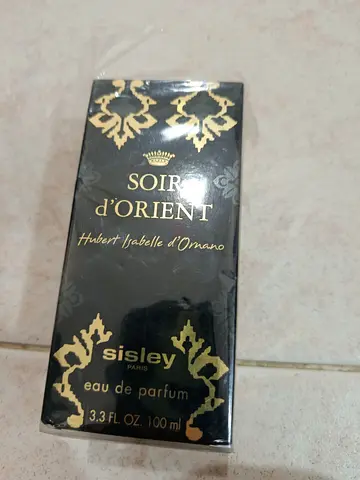 SOIR
d'ORIENT
Hubert Isabelle d'Ornano
sisley
PARIS
eau de parfum
3.3 FL. OZ. 100 ml